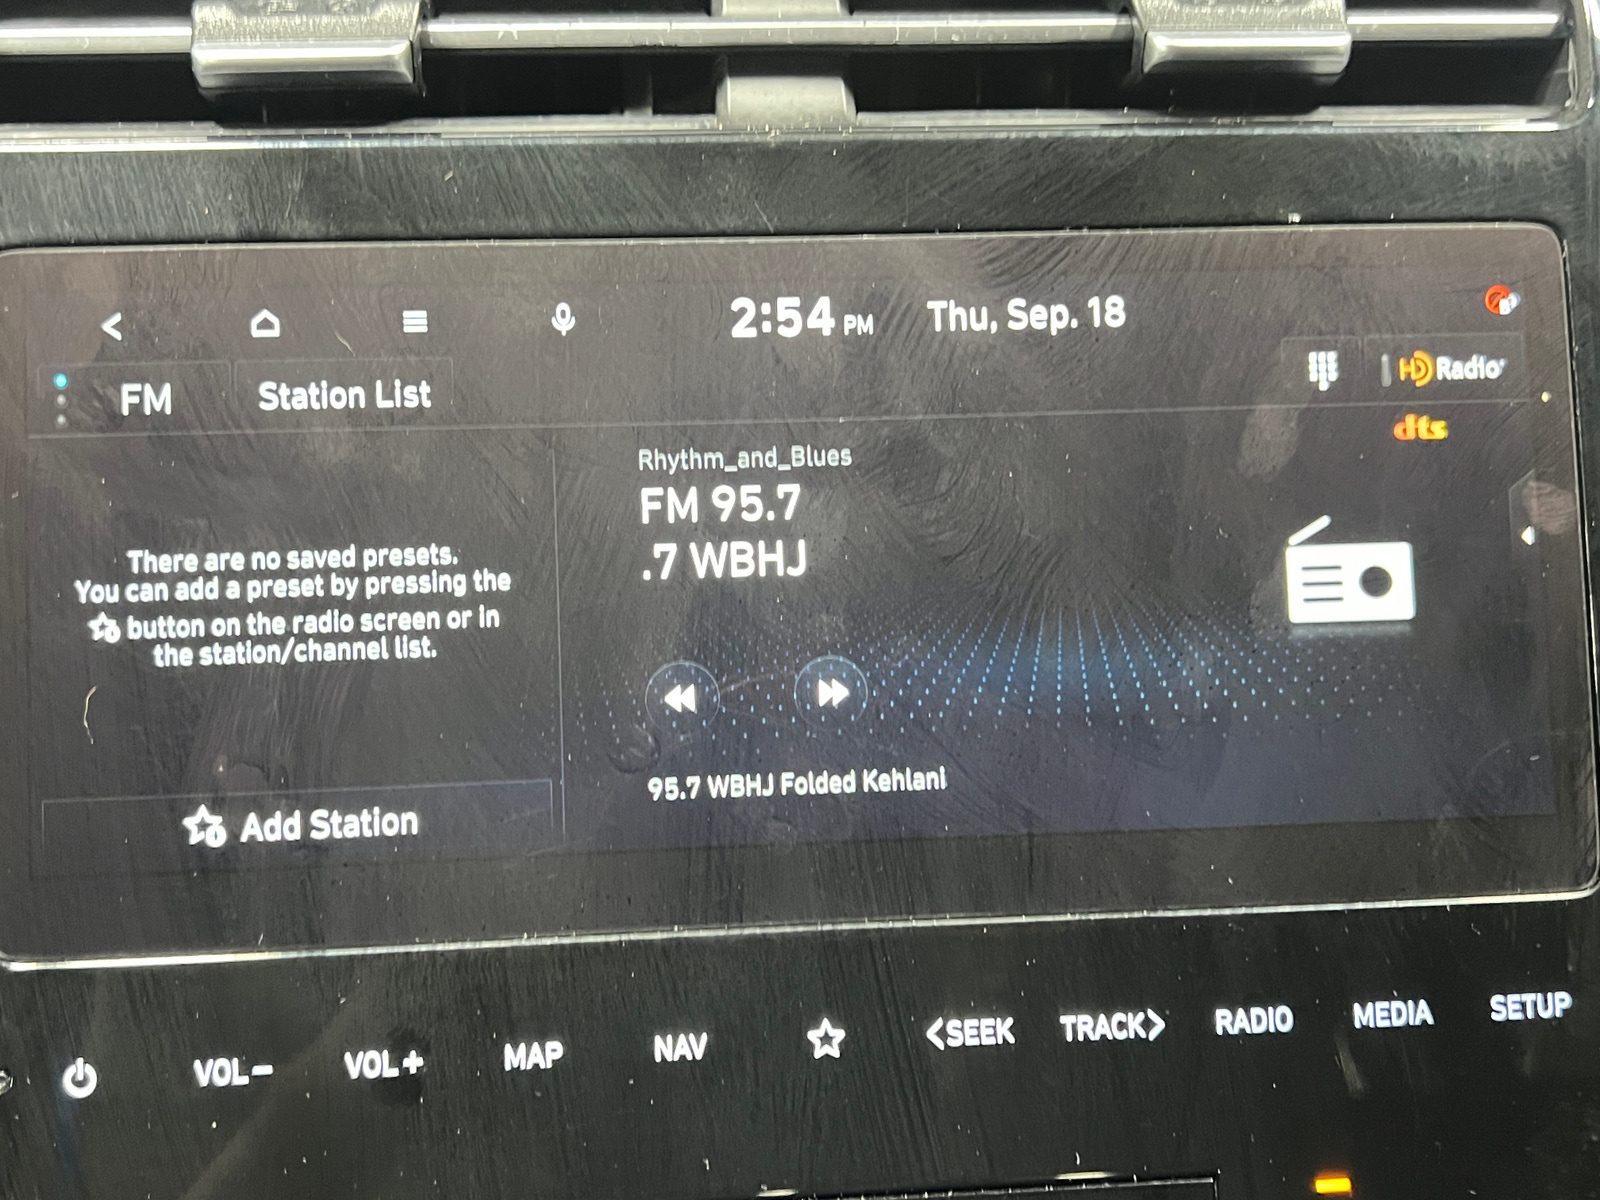 2:54 PM Thu, Sep. 18
FM Station List
HD Radio
dts
Rhythm_and_Blues
FM 95.7
.7 WBHJ
There are no saved presets.
You can add a preset by pressing the
button on the radio screen or in
the station/channel list.
95.7 WBHJ Folded Kehlani
Add Station
VOL− VOL+ MAP NAV <SEEK TRACK> RADIO MEDIA SETUP